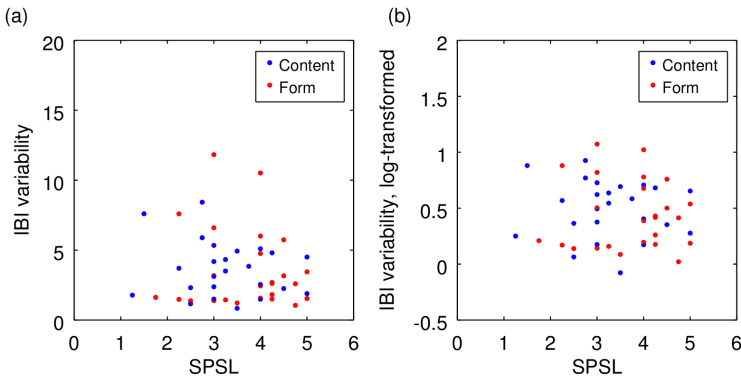 (a)
IBI variability
20
15
10
5
0
0 1 2 3 4 5 6
SPSL
Content
Form
(b)
IBI variability, log-transformed
2
1.5
1
0.5
0
-0.5
0 1 2 3 4 5 6
SPSL
Content
Form